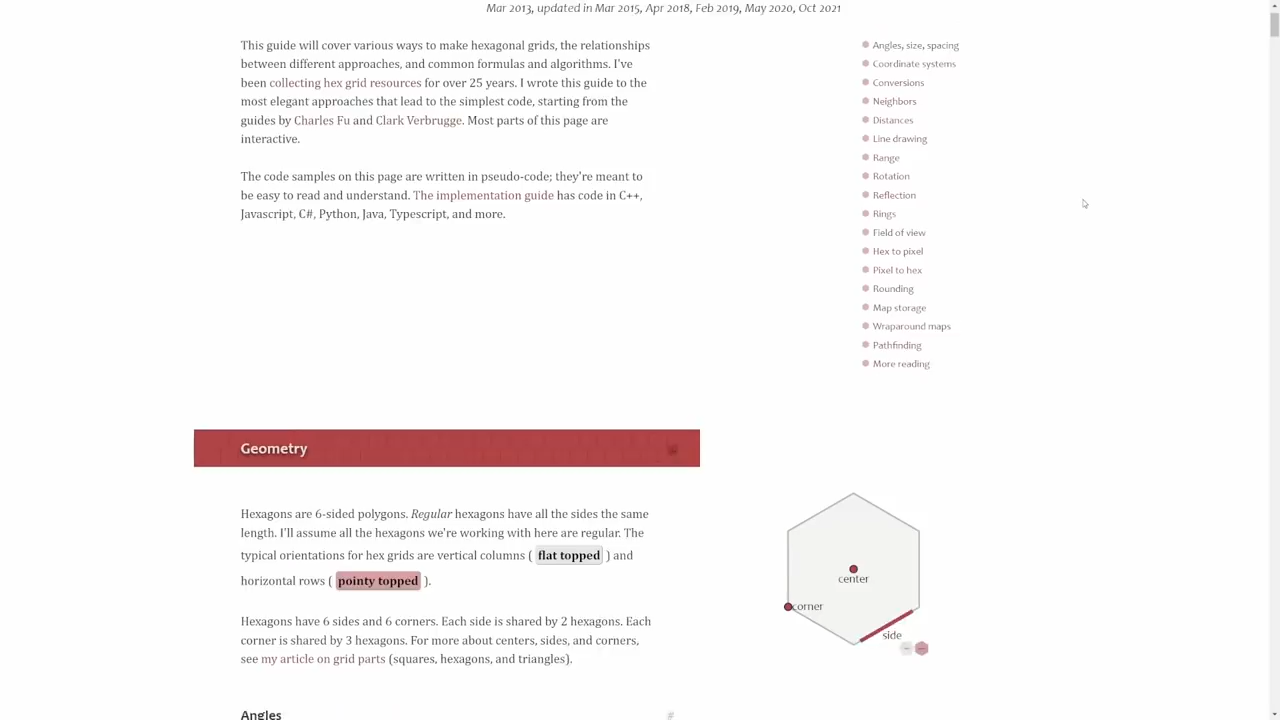 Mar 2013, updated in Mar 2015, Apr 2018, Feb 2019, May 2020, Oct 2021
This guide will cover various ways to make hexagonal grids, the relationships
between different approaches, and common formulas and algorithms. I've
been collecting hex grid resources for over 25 years. I wrote this guide to the
most elegant approaches that lead to the simplest code, starting from the
guides by Charles Fu and Clark Verbrugge. Most parts of this page are
interactive.
The code samples on this page are written in pseudo-code; they're meant to
be easy to read and understand. The implementation guide has code in C++,
Javascript, C#, Python, Java, Typescript, and more.
Angles, size, spacing
Coordinate systems
Conversions
Neighbors
Distances
Line drawing
Range
Rotation
Reflection
Rings
Field of view
Hex to pixel
Pixel to hex
Rounding
Map storage
Wraparound maps
Pathfinding
More reading
Geometry
Hexagons are 6-sided polygons. Regular hexagons have all the sides the same
length. I'll assume all the hexagons we're working with here are regular. The
typical orientations for hex grids are vertical columns ( flat topped ) and
horizontal rows ( pointy topped ).
Hexagons have 6 sides and 6 corners. Each side is shared by 2 hexagons. Each
corner is shared by 3 hexagons. For more about centers, sides, and corners,
see my article on grid parts (squares, hexagons, and triangles).
center
corner
side
Angles #